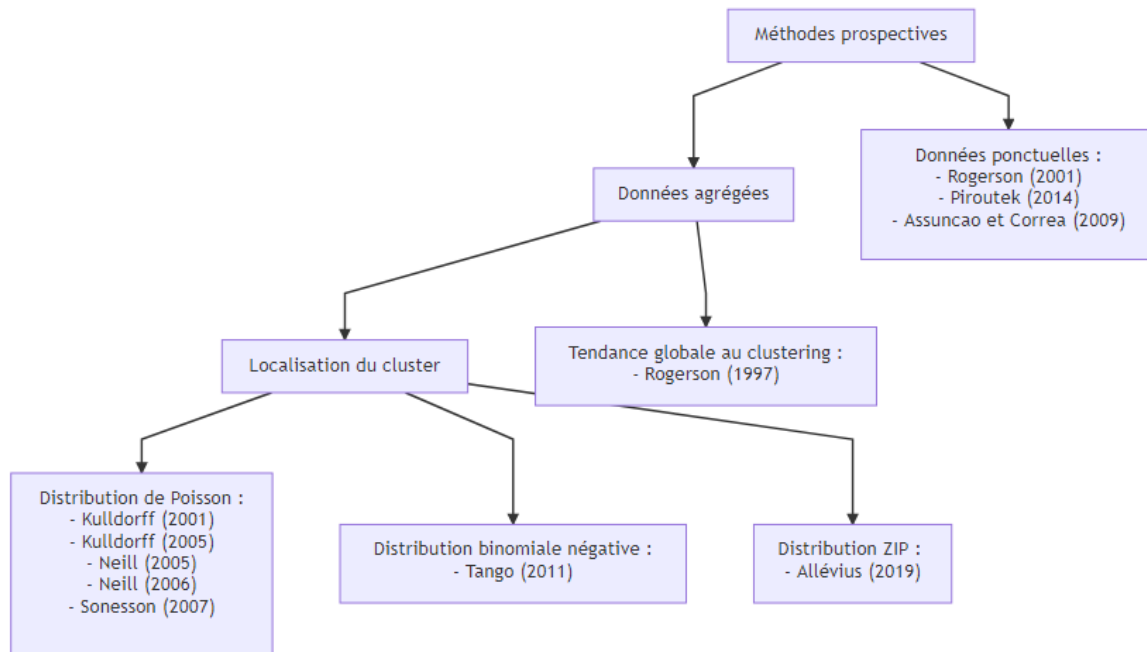 Méthodes prospectives
Données ponctuelles :
- Rogerson (2001)
- Piroutek (2014)
- Assuncao et Correa (2009)
Données agrégées
Localisation du cluster
Tendance globale au clustering :
- Rogerson (1997)
Distribution de Poisson :
- Kulldorff (2001)
- Kulldorff (2005)
- Neill (2005)
- Neill (2006)
- Sonesson (2007)
Distribution binomiale négative :
- Tango (2011)
Distribution ZIP :
- Allévius (2019)